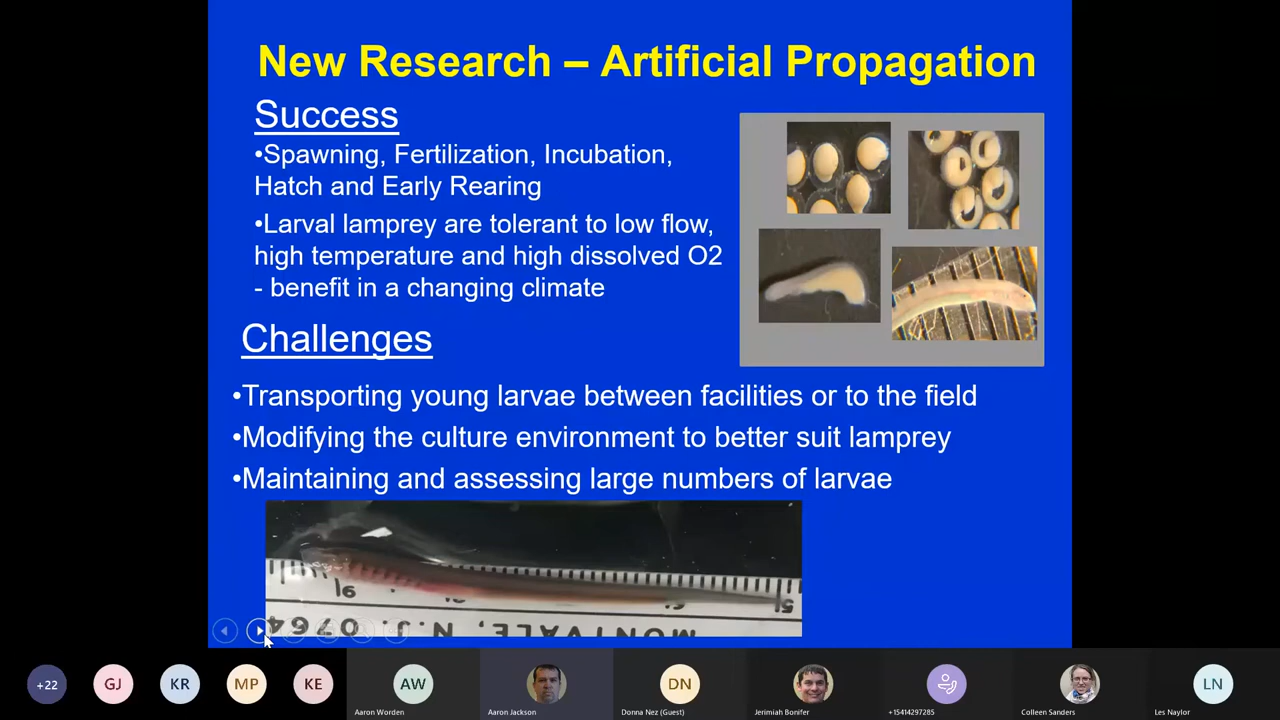 New Research – Artificial Propagation
Success
•Spawning, Fertilization, Incubation,
Hatch and Early Rearing
•Larval lamprey are tolerant to low flow,
high temperature and high dissolved O2
- benefit in a changing climate
Challenges
•Transporting young larvae between facilities or to the field
•Modifying the culture environment to better suit lamprey
•Maintaining and assessing large numbers of larvae
16
15
MONTVALE, N.J. 0764
+22
GJ
KR
MP
KE
AW
DN
LN
Aaron Worden
Aaron Jackson
Donna Nez (Guest)
Jerimiah Bonifer
+15414297285
Colleen Sanders
Les Naylor